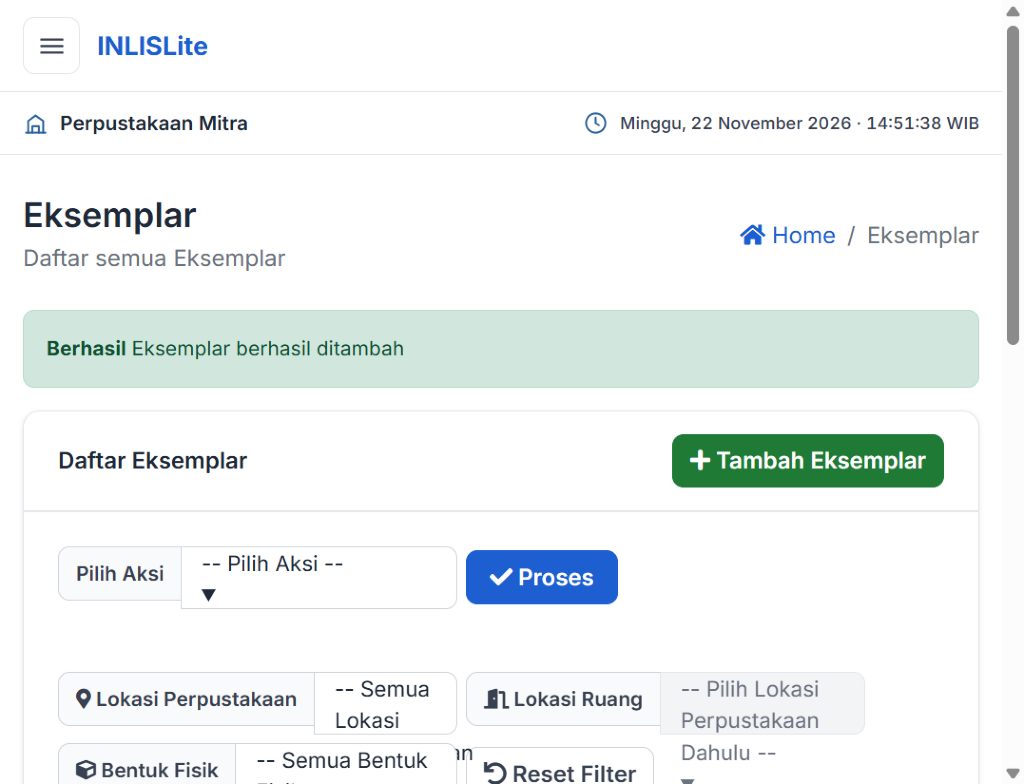 INLISLite
Perpustakaan Mitra
Minggu, 22 November 2026 · 14:51:38 WIB
Eksemplar
Daftar semua Eksemplar
Home / Eksemplar
Berhasil Eksemplar berhasil ditambah
Daftar Eksemplar
Tambah Eksemplar
Pilih Aksi
-- Pilih Aksi --
Proses
Lokasi Perpustakaan
-- Semua
Lokasi
Lokasi Ruang
-- Pilih Lokasi
Perpustakaan
Dahulu --
Bentuk Fisik
-- Semua Bentuk
Reset Filter